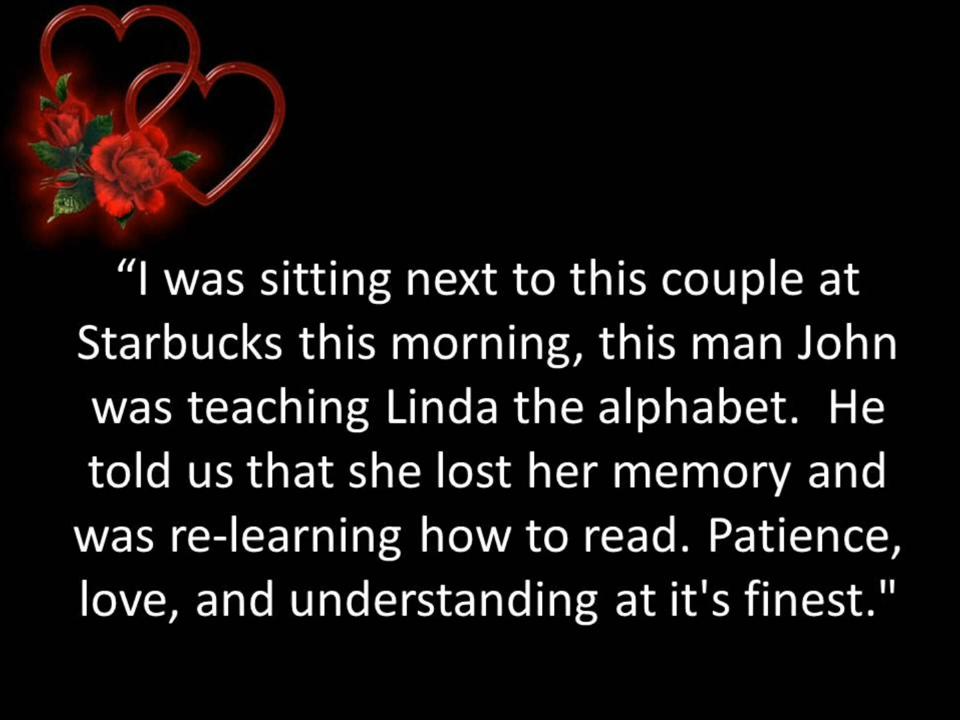 “I was sitting next to this couple at
Starbucks this morning, this man John
was teaching Linda the alphabet.  He
told us that she lost her memory and
was re-learning how to read. Patience,
love, and understanding at it's finest."